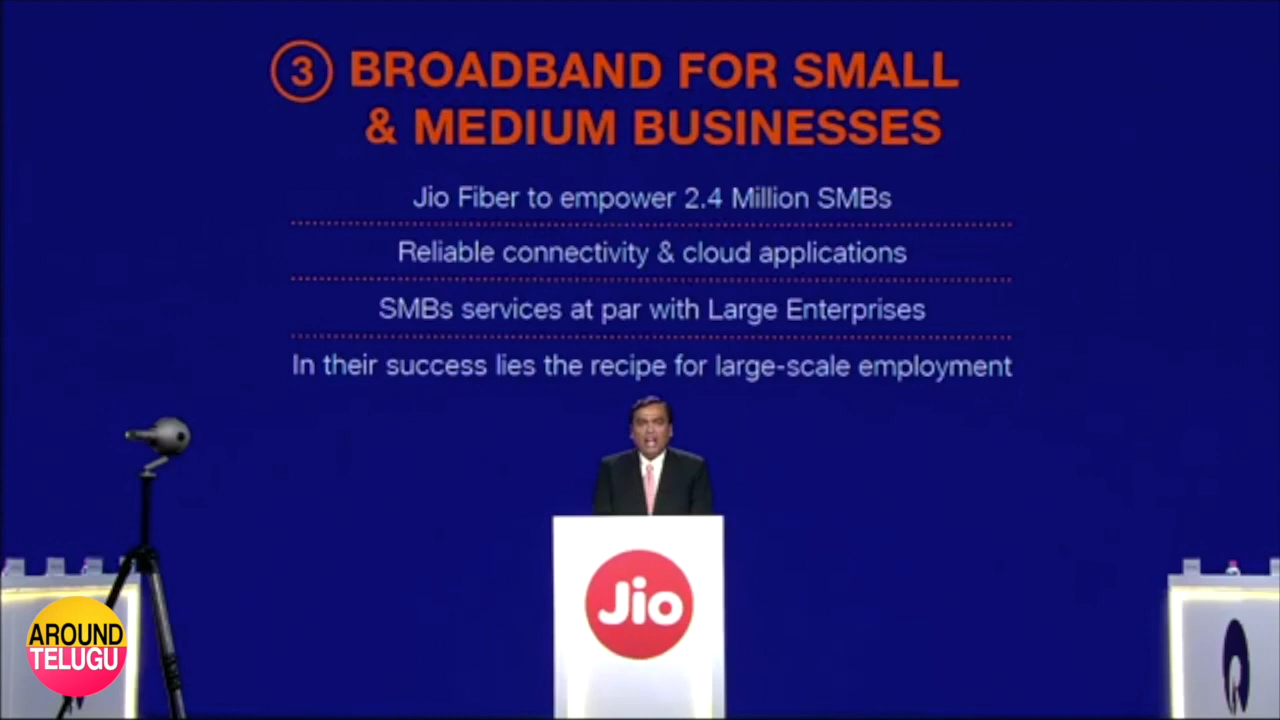 3 BROADBAND FOR SMALL
& MEDIUM BUSINESSES
Jio Fiber to empower 2.4 Million SMBs
Reliable connectivity & cloud applications
SMBs services at par with Large Enterprises
In their success lies the recipe for large-scale employment
Jio
AROUND
TELUGU